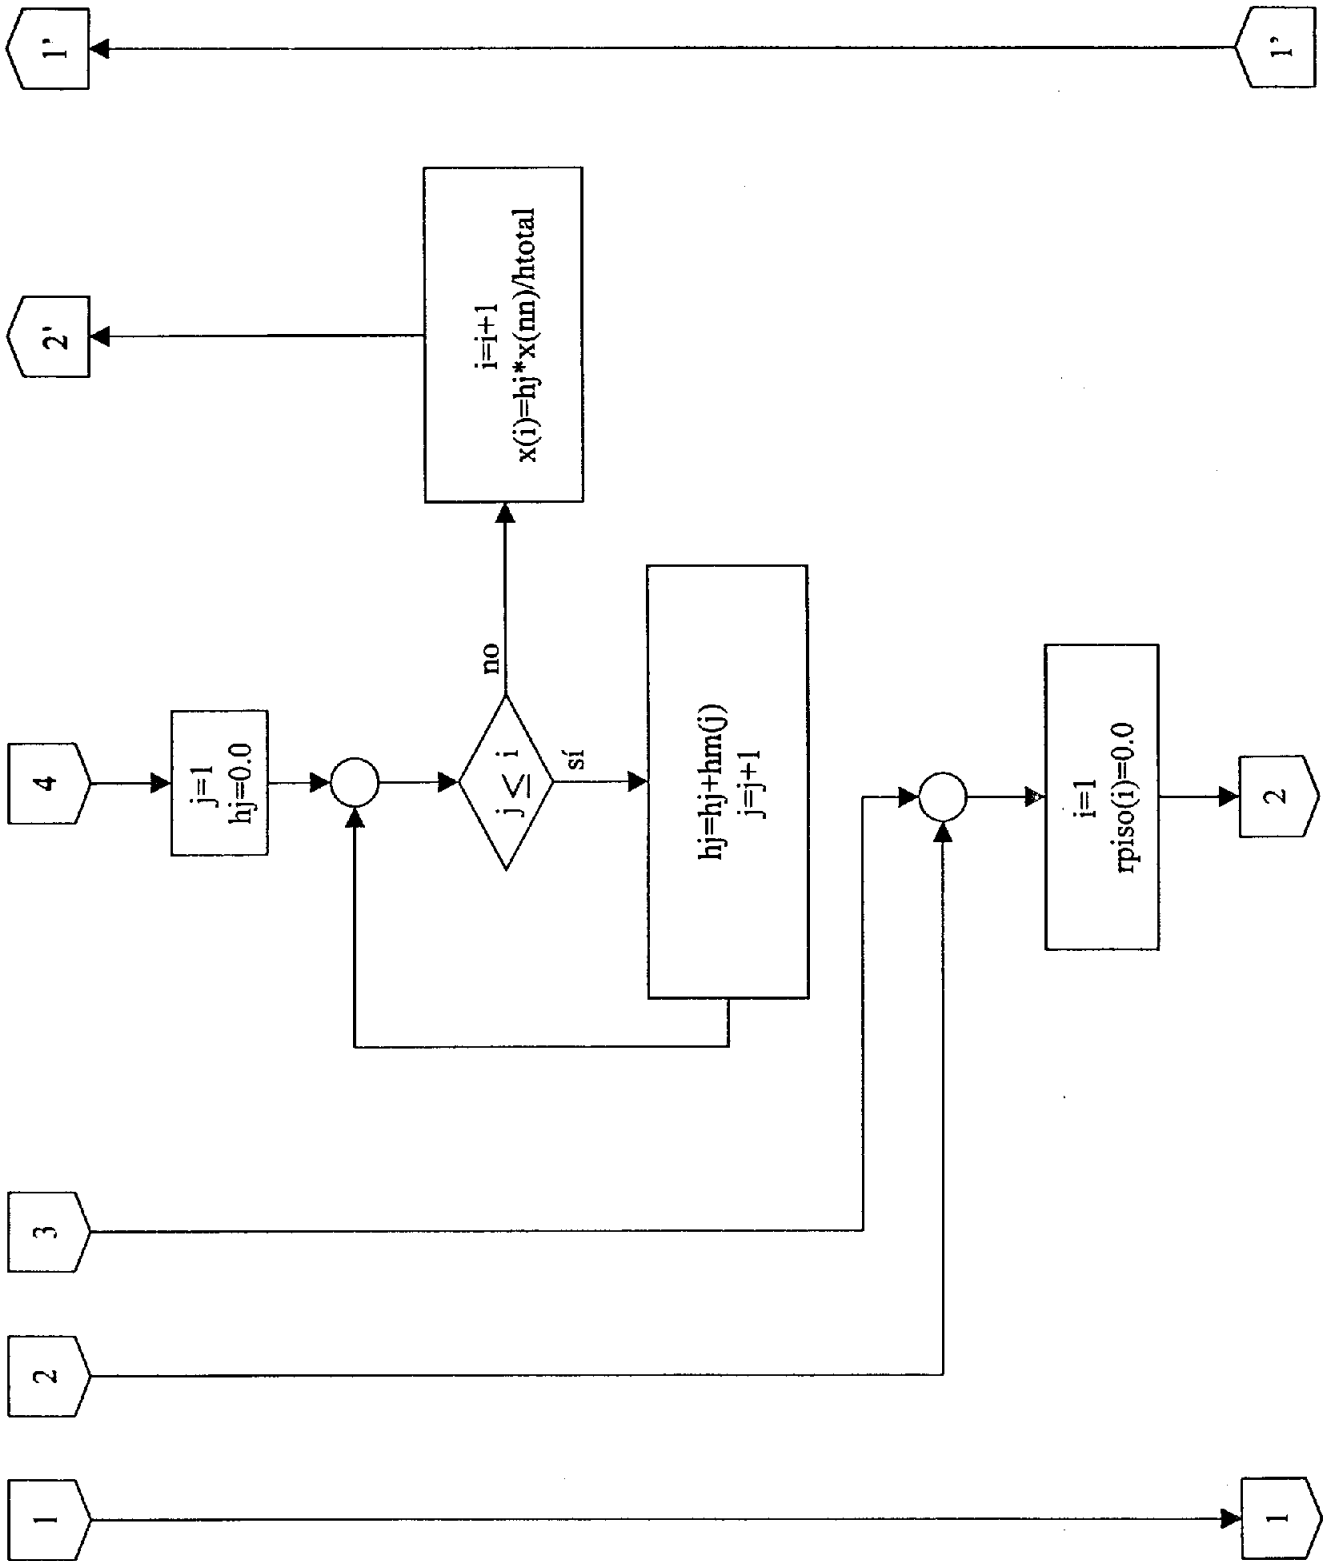 1'
1'
2'
i=i+1
x(i)=hj*x(nn)/htotal
4
j=1
hj=0.0
no
j ≤ i
sí
hj=hj+hm(j)
j=j+1
i=1
rpiso(i)=0.0
2
3
2
1
1